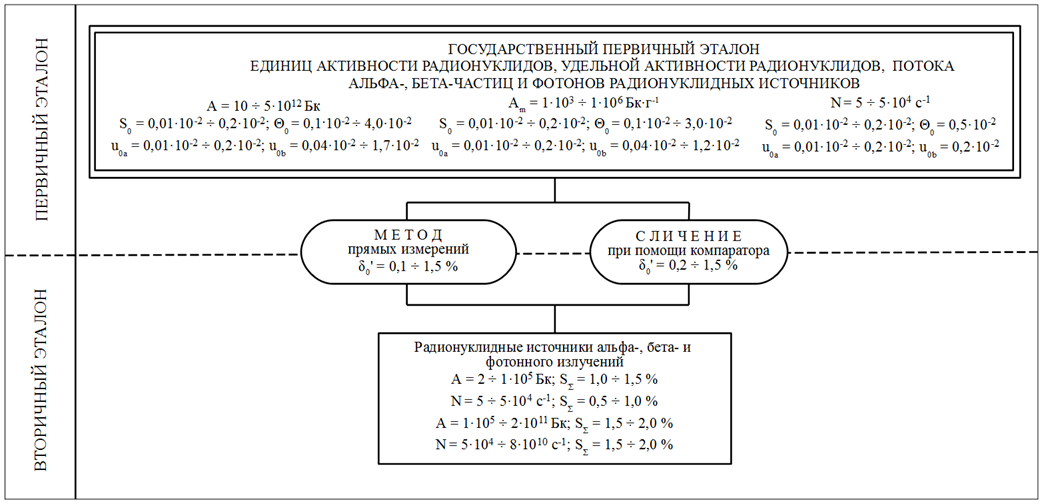 ПЕРВИЧНЫЙ ЭТАЛОН
ГОСУДАРСТВЕННЫЙ ПЕРВИЧНЫЙ ЭТАЛОН
ЕДИНИЦ АКТИВНОСТИ РАДИОНУКЛИДОВ, УДЕЛЬНОЙ АКТИВНОСТИ РАДИОНУКЛИДОВ, ПОТОКА
АЛЬФА-, БЕТА-ЧАСТИЦ И ФОТОНОВ РАДИОНУКЛИДНЫХ ИСТОЧНИКОВ
A = 10 ÷ 5·10¹² Бк
S₀ = 0,01·10⁻² ÷ 0,2·10⁻²; Θ₀ = 0,1·10⁻² ÷ 4,0·10⁻²
u₀ₐ = 0,01·10⁻² ÷ 0,2·10⁻²; u₀b = 0,04·10⁻² ÷ 1,7·10⁻²
Aₘ = 1·10³ ÷ 1·10⁶ Бк·г⁻¹
S₀ = 0,01·10⁻² ÷ 0,2·10⁻²; Θ₀ = 0,1·10⁻² ÷ 3,0·10⁻²
u₀ₐ = 0,01·10⁻² ÷ 0,2·10⁻²; u₀b = 0,04·10⁻² ÷ 1,2·10⁻²
N = 5 ÷ 5·10⁴ с⁻¹
S₀ = 0,01·10⁻² ÷ 0,2·10⁻²; Θ₀ = 0,5·10⁻²
u₀ₐ = 0,01·10⁻² ÷ 0,2·10⁻²; u₀b = 0,2·10⁻²
МЕТОД
прямых измерений
δ₀' = 0,1 ÷ 1,5 %
СЛИЧЕНИЕ
при помощи компаратора
δ₀' = 0,2 ÷ 1,5 %
ВТОРИЧНЫЙ ЭТАЛОН
Радионуклидные источники альфа-, бета- и
фотонного излучений
A = 2 ÷ 1·10⁵ Бк; S_Σ = 1,0 ÷ 1,5 %
N = 5 ÷ 5·10⁴ с⁻¹; S_Σ = 0,5 ÷ 1,0 %
A = 1·10⁵ ÷ 2·10¹¹ Бк; S_Σ = 1,5 ÷ 2,0 %
N = 5·10⁴ ÷ 8·10¹⁰ с⁻¹; S_Σ = 1,5 ÷ 2,0 %